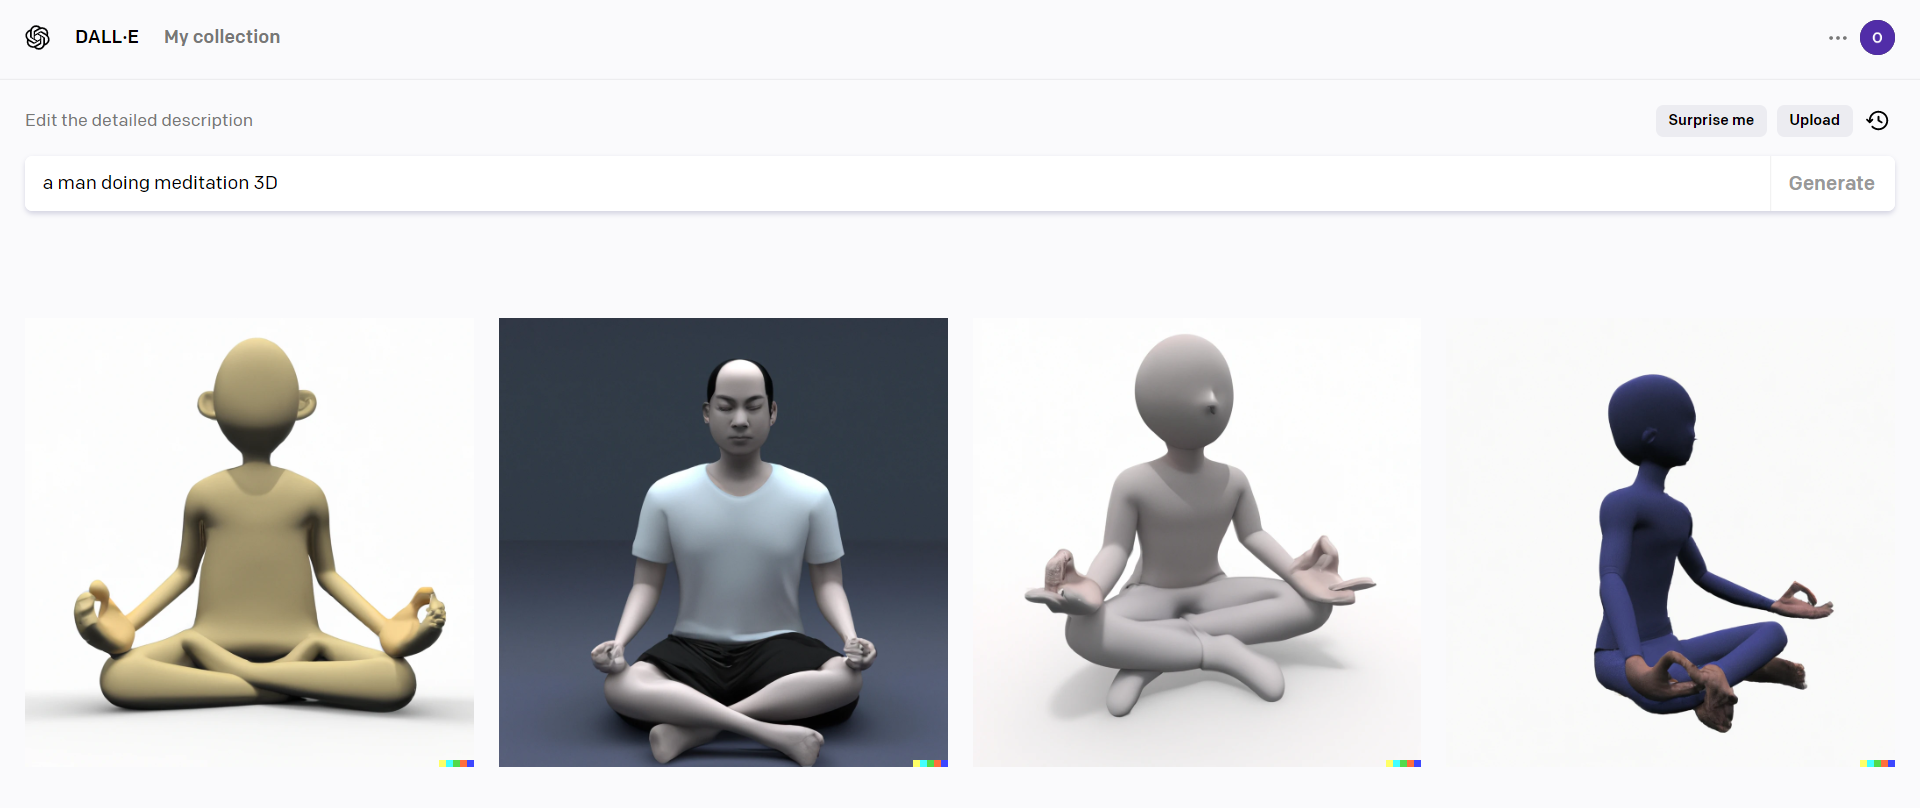 DALL·E My collection
O
Edit the detailed description
Surprise me Upload
a man doing meditation 3D
Generate